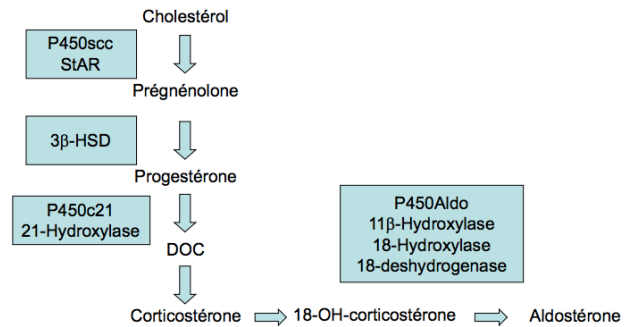 Cholestérol
P450scc
StAR
Prégnénolone
3β-HSD
Progestérone
P450c21
21-Hydroxylase
DOC
P450Aldo
11β-Hydroxylase
18-Hydroxylase
18-deshydrogenase
Corticostérone
18-OH-corticostérone
Aldostérone